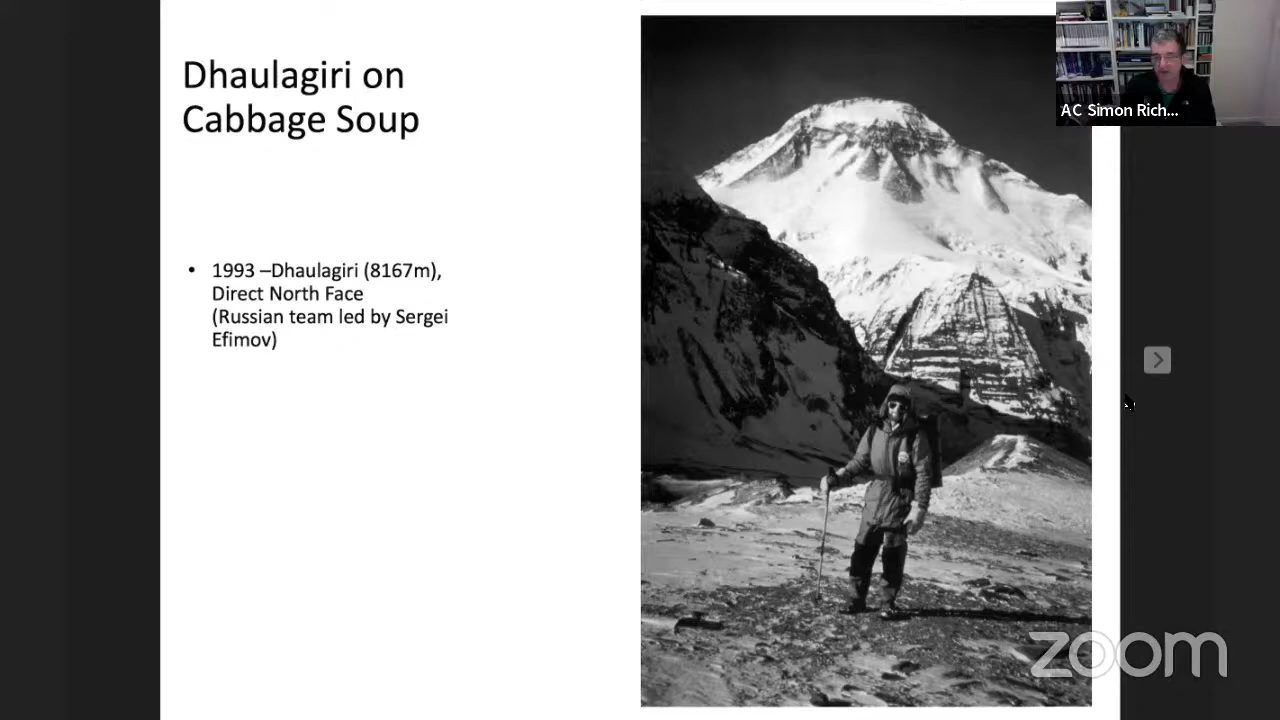 Dhaulagiri on
Cabbage Soup
AC Simon Rich...
• 1993 –Dhaulagiri (8167m),
Direct North Face
(Russian team led by Sergei
Efimov)
zoom